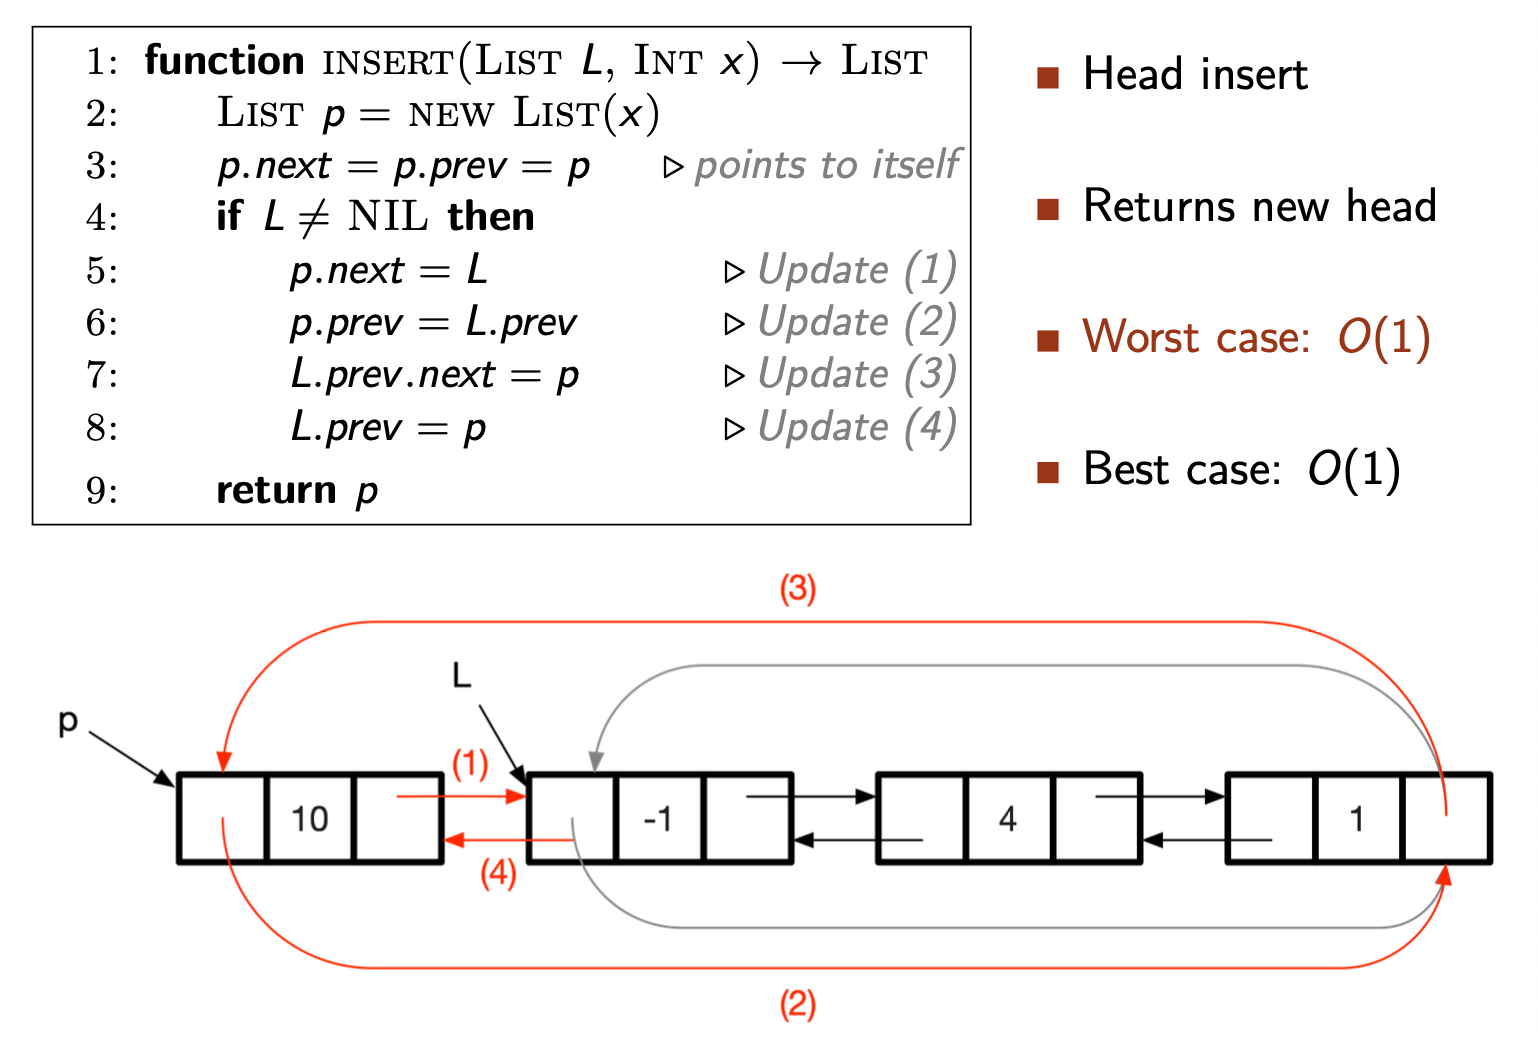 1: function INSERT(LIST L, INT x) → LIST
2: LIST p = NEW LIST(x)
3: p.next = p.prev = p ▷ points to itself
4: if L ≠ NIL then
5: p.next = L ▷ Update (1)
6: p.prev = L.prev ▷ Update (2)
7: L.prev.next = p ▷ Update (3)
8: L.prev = p ▷ Update (4)
9: return p
■ Head insert
■ Returns new head
■ Worst case: O(1)
■ Best case: O(1)
(3)
L
p
(1)
10
-1
4
1
(4)
(2)